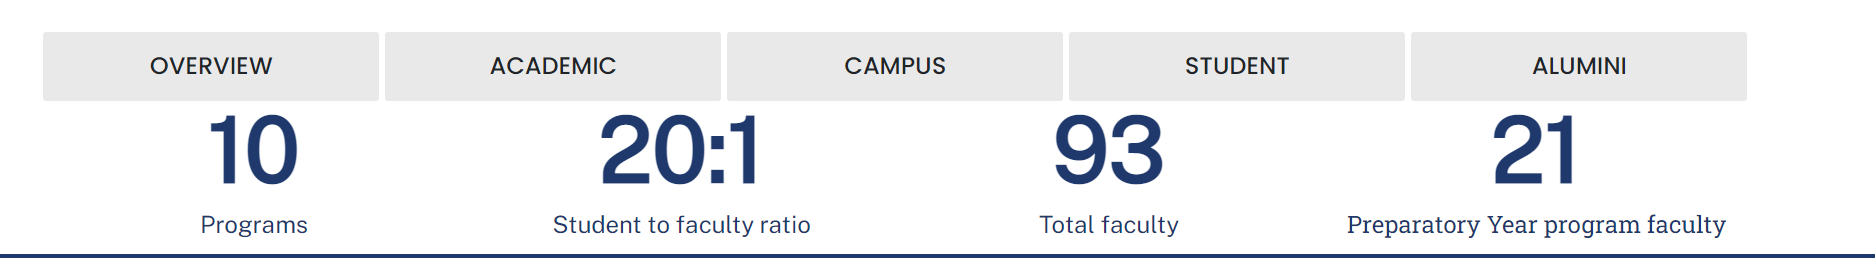 OVERVIEW ACADEMIC CAMPUS STUDENT ALUMINI
10 20:1 93 21
Programs Student to faculty ratio Total faculty Preparatory Year program faculty